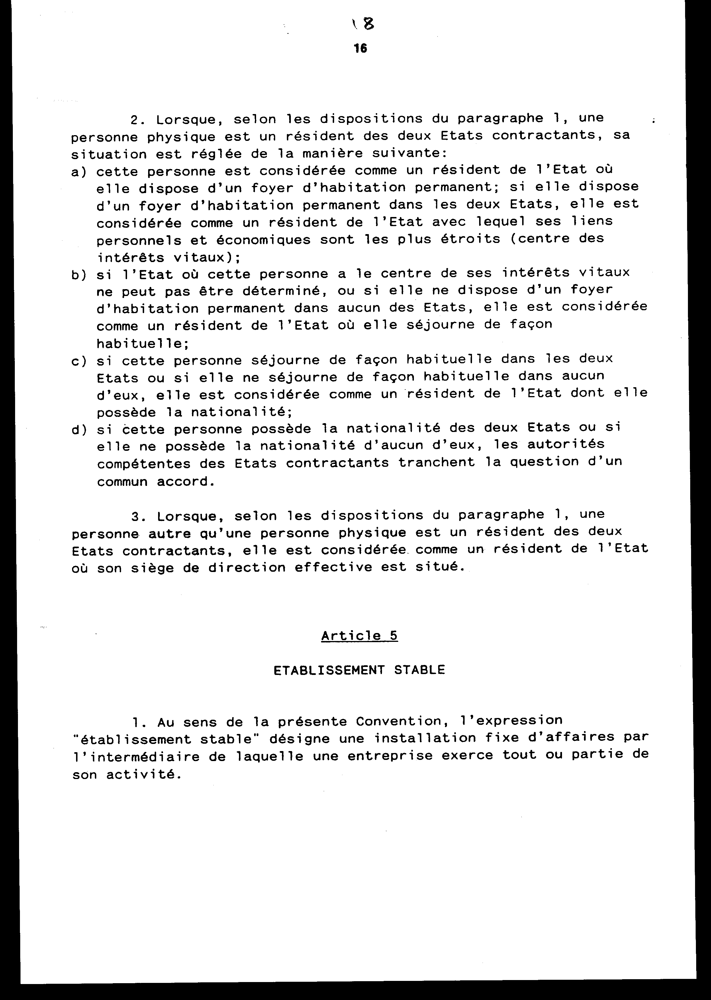 18
16
2. Lorsque, selon les dispositions du paragraphe 1, une
personne physique est un résident des deux Etats contractants, sa
situation est réglée de la manière suivante:
a) cette personne est considérée comme un résident de l'Etat où
elle dispose d'un foyer d'habitation permanent; si elle dispose
d'un foyer d'habitation permanent dans les deux Etats, elle est
considérée comme un résident de l'Etat avec lequel ses liens
personnels et économiques sont les plus étroits (centre des
intérêts vitaux);
b) si l'Etat où cette personne a le centre de ses intérêts vitaux
ne peut pas être déterminé, ou si elle ne dispose d'un foyer
d'habitation permanent dans aucun des Etats, elle est considérée
comme un résident de l'Etat où elle séjourne de façon
habituelle;
c) si cette personne séjourne de façon habituelle dans les deux
Etats ou si elle ne séjourne de façon habituelle dans aucun
d'eux, elle est considérée comme un résident de l'Etat dont elle
possède la nationalité;
d) si cette personne possède la nationalité des deux Etats ou si
elle ne possède la nationalité d'aucun d'eux, les autorités
compétentes des Etats contractants tranchent la question d'un
commun accord.
3. Lorsque, selon les dispositions du paragraphe 1, une
personne autre qu'une personne physique est un résident des deux
Etats contractants, elle est considérée comme un résident de l'Etat
où son siège de direction effective est situé.
Article 5
ETABLISSEMENT STABLE
1. Au sens de la présente Convention, l'expression
"établissement stable" désigne une installation fixe d'affaires par
l'intermédiaire de laquelle une entreprise exerce tout ou partie de
son activité.